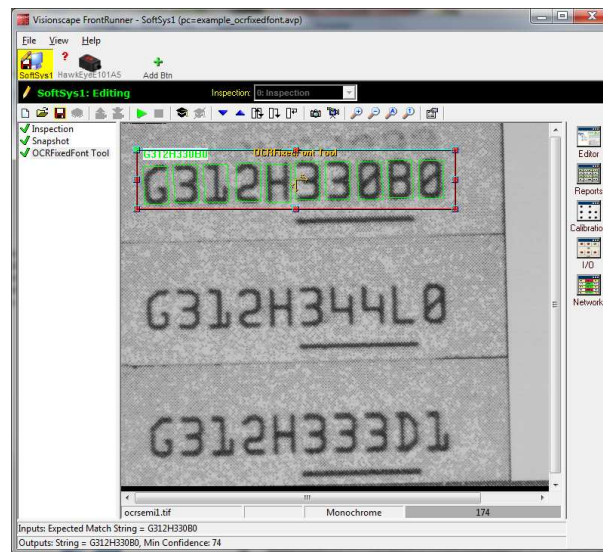 Visionscape FrontRunner - SoftSys1 (pc=example_ocrfixedfont.avp)
File View Help
SoftSys1 HawkEyeE101AS Add Btn
SoftSys1: Editing Inspection: 0: Inspection
Inspection
Snapshot
OCRFixedFont Tool
G312H330B0 OCRFixedFont Tool
G312H330B0
G312H344L0
G312H333D1
Editor
Reports
Calibratio
I/O
Network
ocrsemi1.tif Monochrome 174
Inputs: Expected Match String = G312H330B0
Outputs: String = G312H330B0, Min Confidence: 74